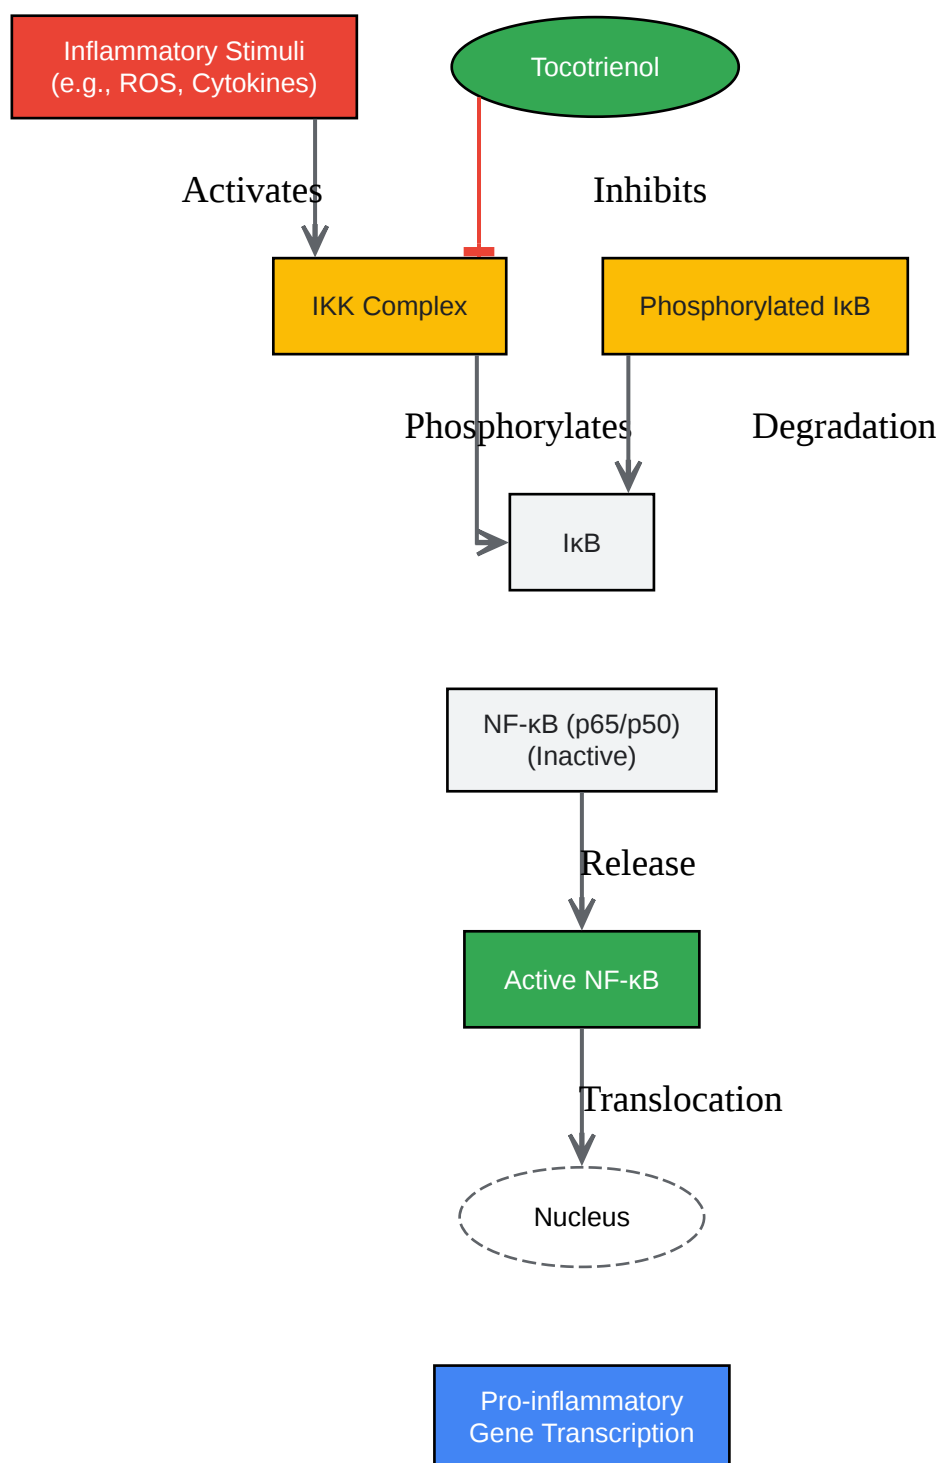 Inflammatory Stimuli
(e.g., ROS, Cytokines)
Tocotrienol
Activates
Inhibits
IKK Complex
Phosphorylated IκB
Phosphorylates
Degradation
IκB
NF-κB (p65/p50)
(Inactive)
Release
Active NF-κB
Translocation
Nucleus
Pro-inflammatory
Gene Transcription